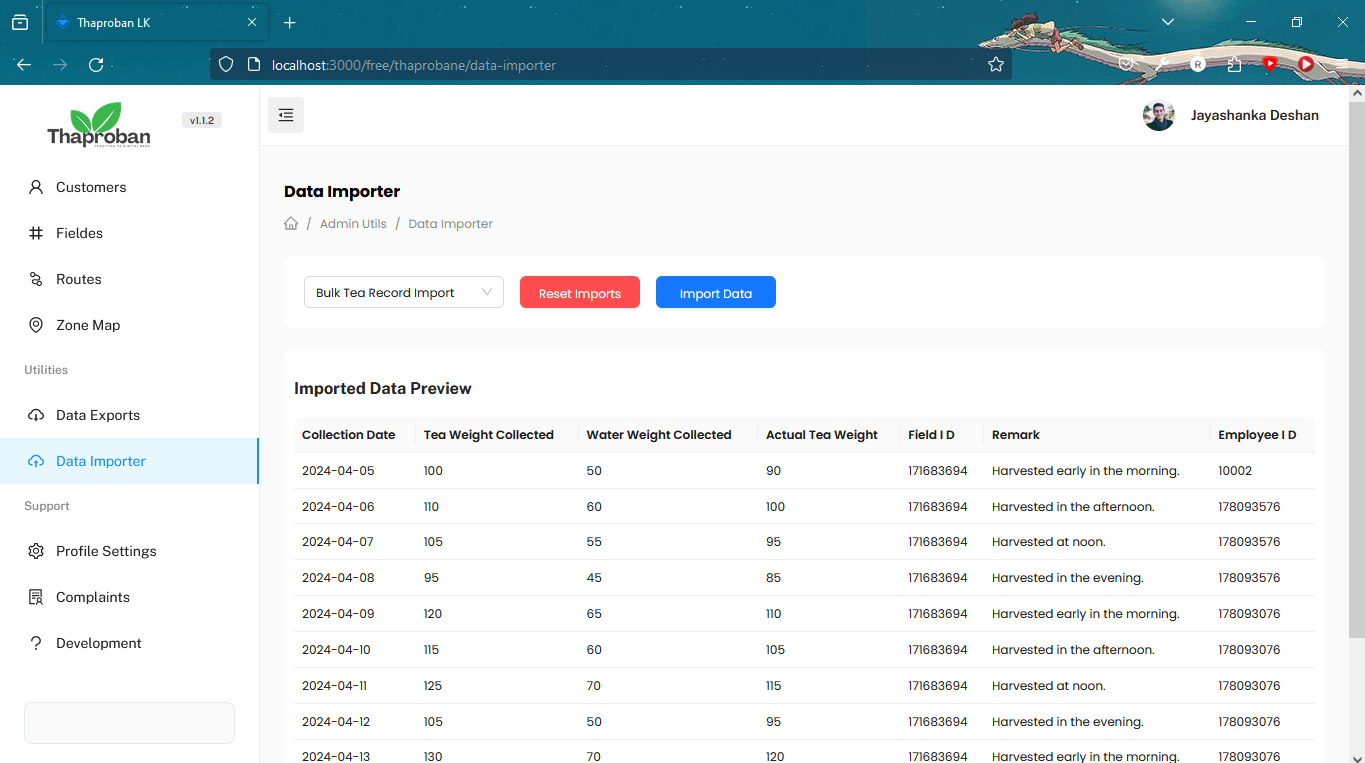 Thaproban LK
localhost:3000/free/thaprobane/data-importer
R
Thaproban
v1.1.2
Customers
Fieldes
Routes
Zone Map
Utilities
Data Exports
Data Importer
Support
Profile Settings
Complaints
Development
Jayashanka Deshan
Data Importer
/ Admin Utils / Data Importer
Bulk Tea Record Import Reset Imports Import Data
Imported Data Preview
Collection Date Tea Weight Collected Water Weight Collected Actual Tea Weight Field I D Remark Employee I D
2024-04-05 100 50 90 171683694 Harvested early in the morning. 10002
2024-04-06 110 60 100 171683694 Harvested in the afternoon. 178093576
2024-04-07 105 55 95 171683694 Harvested at noon. 178093576
2024-04-08 95 45 85 171683694 Harvested in the evening. 178093576
2024-04-09 120 65 110 171683694 Harvested early in the morning. 178093076
2024-04-10 115 60 105 171683694 Harvested in the afternoon. 178093076
2024-04-11 125 70 115 171683694 Harvested at noon. 178093076
2024-04-12 105 50 95 171683694 Harvested in the evening. 178093076
2024-04-13 130 70 120 171683694 Harvested early in the morning. 178093076